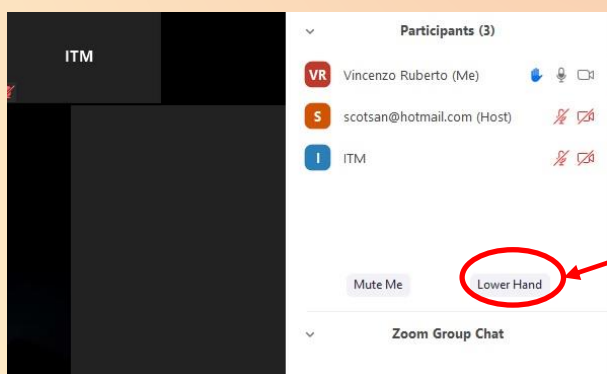 ITM
Participants (3)
VR Vincenzo Ruberto (Me)
S scotsan@hotmail.com (Host)
I ITM
Mute Me Lower Hand
Zoom Group Chat